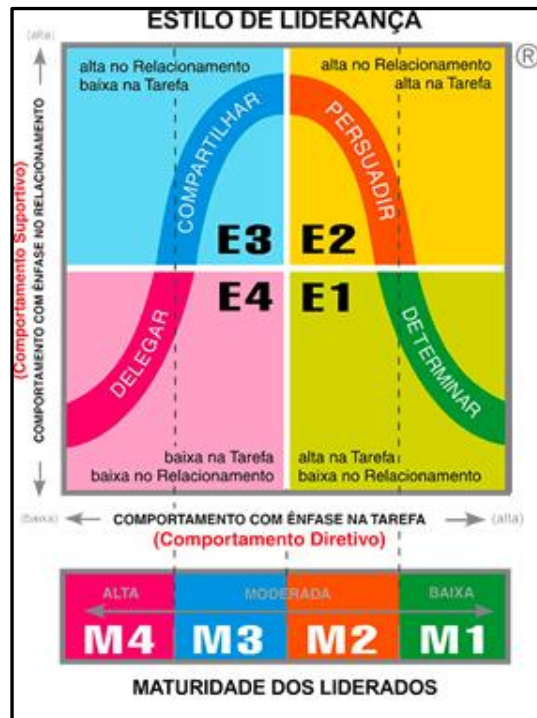 ESTILO DE LIDERANÇA
(alta)
®
alta no Relacionamento
baixa na Tarefa
alta no Relacionamento
alta na Tarefa
COMPARTILHAR
PERSUADIR
E3
E2
(Comportamento Suportivo)
COMPORTAMENTO COM ÊNFASE NO RELACIONAMENTO
E4
E1
DELEGAR
DETERMINAR
baixa na Tarefa
baixa no Relacionamento
alta na Tarefa
baixa no Relacionamento
(baixa)
COMPORTAMENTO COM ÊNFASE NA TAREFA
(alta)
(Comportamento Diretivo)
ALTA
MODERADA
BAIXA
M4
M3
M2
M1
MATURIDADE DOS LIDERADOS